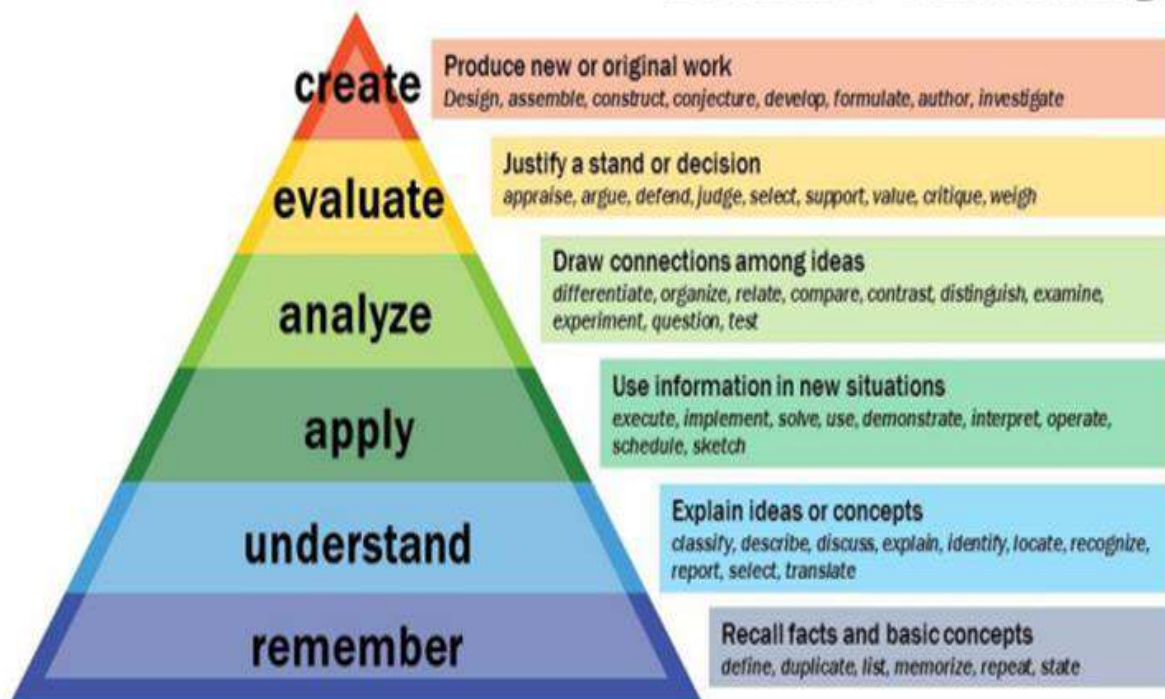 create
Produce new or original work
Design, assemble, construct, conjecture, develop, formulate, author, investigate
evaluate
Justify a stand or decision
appraise, argue, defend, judge, select, support, value, critique, weigh
analyze
Draw connections among ideas
differentiate, organize, relate, compare, contrast, distinguish, examine,
experiment, question, test
apply
Use information in new situations
execute, implement, solve, use, demonstrate, interpret, operate,
schedule, sketch
understand
Explain ideas or concepts
classify, describe, discuss, explain, identify, locate, recognize,
report, select, translate
remember
Recall facts and basic concepts
define, duplicate, list, memorize, repeat, state